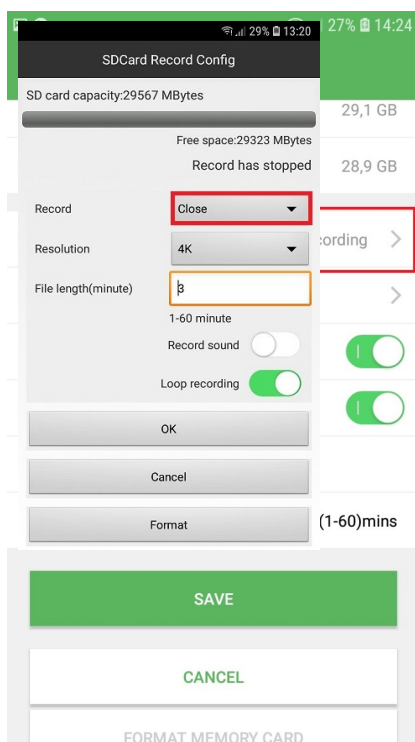 29% 13:20
27% 14:24
SDCard Record Config
SD card capacity:29567 MBytes
29,1 GB
Free space:29323 MBytes
Record has stopped
28,9 GB
Record
Close
ording
Resolution
4K
File length(minute)
3
1-60 minute
Record sound
Loop recording
OK
Cancel
Format
(1-60)mins
SAVE
CANCEL
FORMAT MEMORY CARD